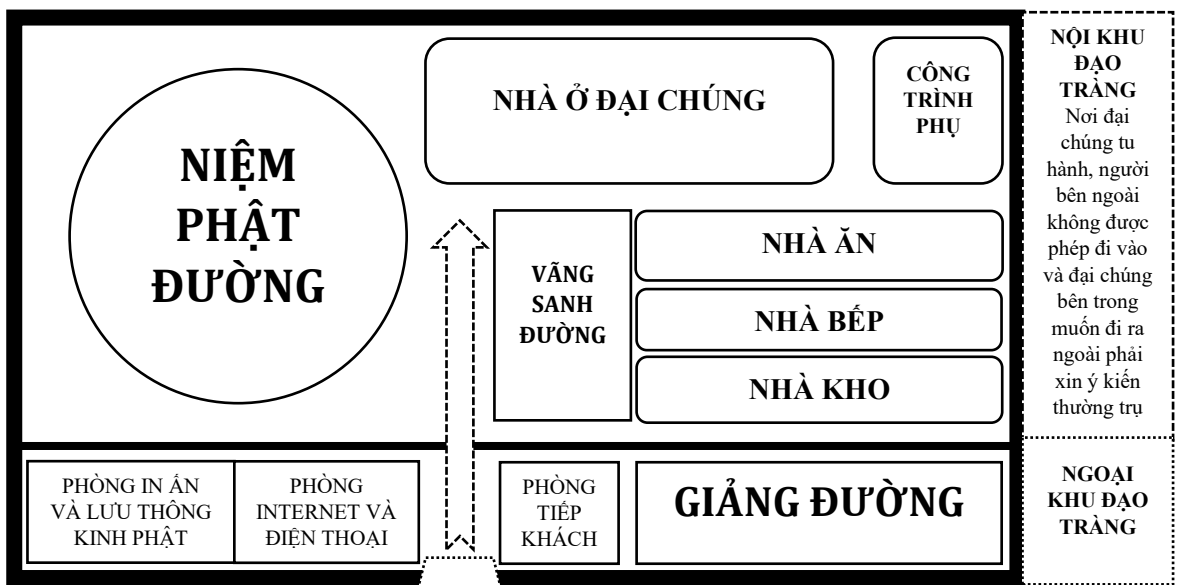 NIỆM
PHẬT
ĐƯỜNG
NHÀ Ở ĐẠI CHÚNG
CÔNG
TRÌNH
PHỤ
VÃNG
SANH
ĐƯỜNG
NHÀ ĂN
NHÀ BẾP
NHÀ KHO
NỘI KHU
ĐẠO
TRÀNG
Nơi đại
chúng tu
hành, người
bên ngoài
không được
phép đi vào
và đại chúng
bên trong
muốn đi ra
ngoài phải
xin ý kiến
thường trụ
PHÒNG IN ẤN
VÀ LƯU THÔNG
KINH PHẬT
PHÒNG
INTERNET VÀ
ĐIỆN THOẠI
PHÒNG
TIẾP
KHÁCH
GIẢNG ĐƯỜNG
NGOẠI
KHU ĐẠO
TRÀNG